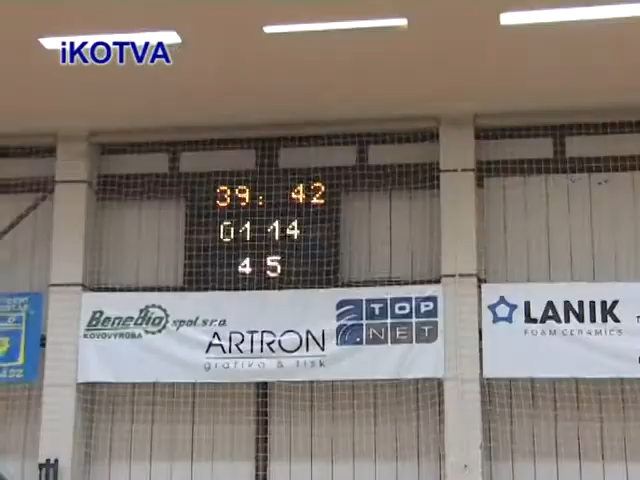 iKOTVA
39: 42
01 14
4 5
BeneBio spol.s.r.o.
KOVOVÝROBA
ARTRON
grafika & tisk
TOP
NET
LANIK
FOAM CERAMICS